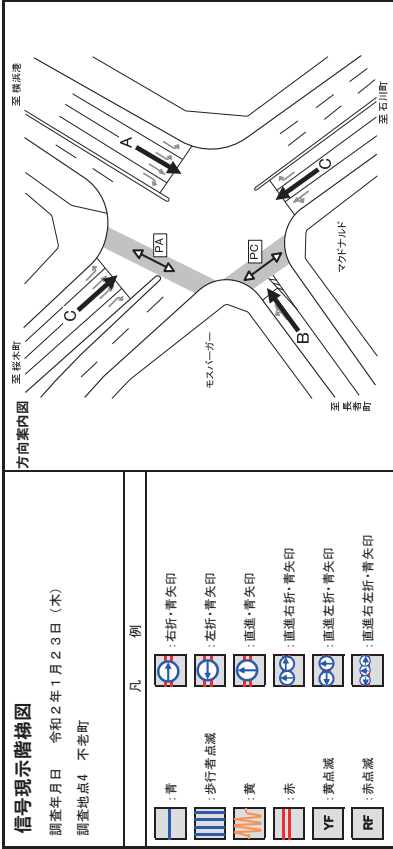 信号現示階梯図
調査年月日　令和２年１月２３日（木）
調査地点4　不老町
凡　例
：青
：歩行者点滅
：黄
：赤
YF：黄点滅
RF：赤点滅
：右折・青矢印
：左折・青矢印
：直進・青矢印
：直進右折・青矢印
：直進左折・青矢印
：直進右左折・青矢印
方向案内図
至 桜木町
至 横浜港
C
A
PA
モスバーガー
PC
B
C
至 長者町
マクドナルド
至 石川町